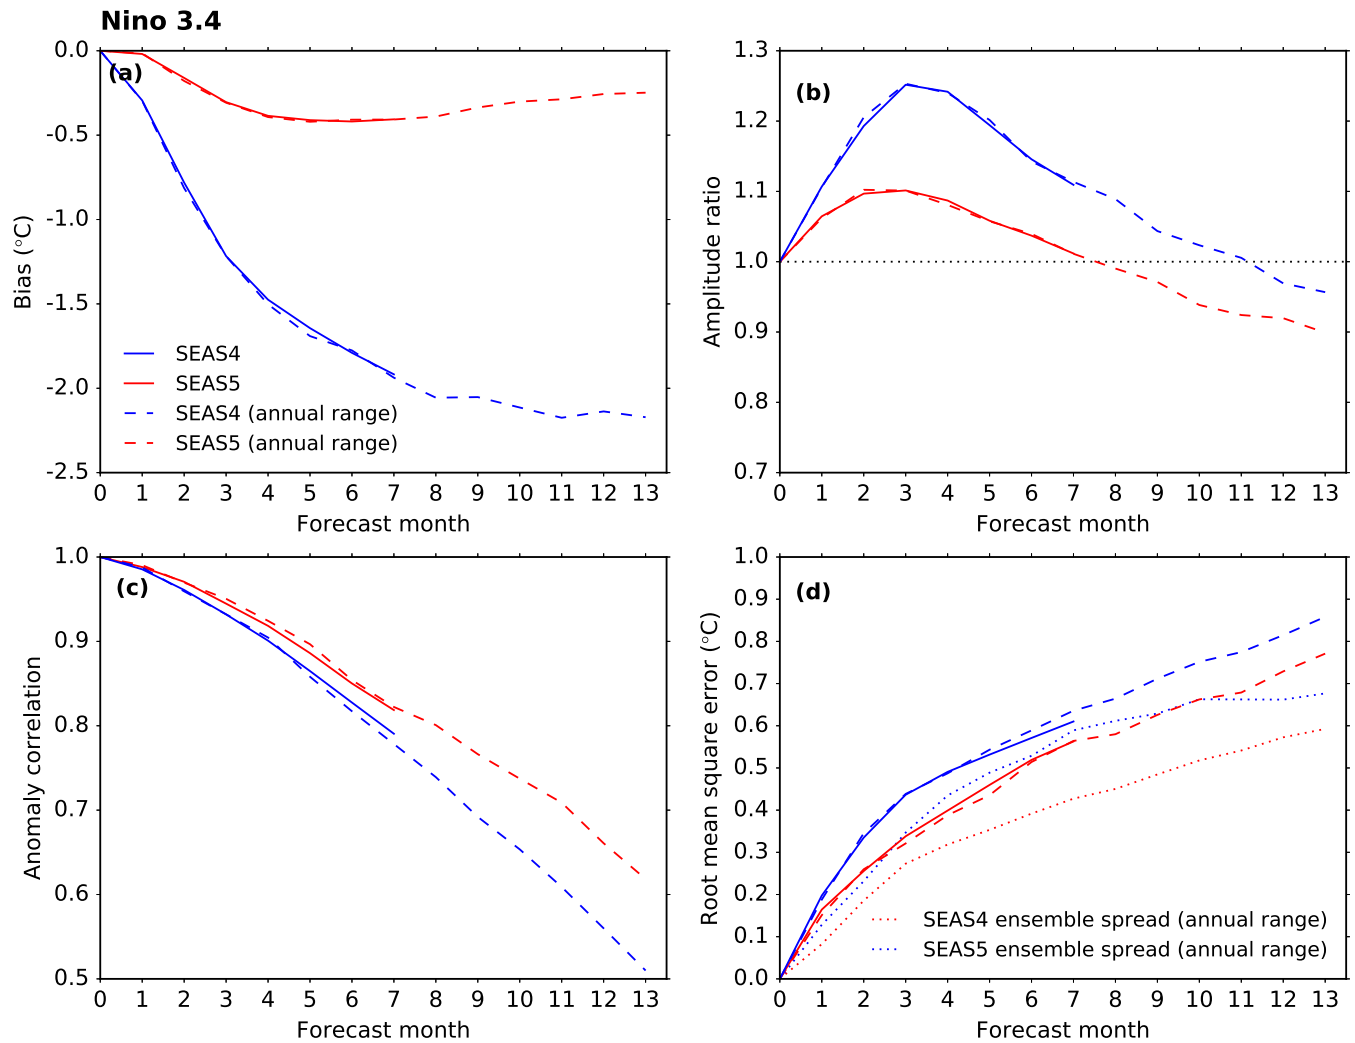 Nino 3.4
(a)
0.0
-0.5
-1.0
-1.5
-2.0
-2.5
Bias (°C)
SEAS4
SEAS5
SEAS4 (annual range)
SEAS5 (annual range)
0 1 2 3 4 5 6 7 8 9 10 11 12 13
Forecast month
(b)
1.3
1.2
1.1
1.0
0.9
0.8
0.7
Amplitude ratio
0 1 2 3 4 5 6 7 8 9 10 11 12 13
Forecast month
(c)
1.0
0.9
0.8
0.7
0.6
0.5
Anomaly correlation
0 1 2 3 4 5 6 7 8 9 10 11 12 13
Forecast month
(d)
1.0
0.9
0.8
0.7
0.6
0.5
0.4
0.3
0.2
0.1
0.0
Root mean square error (°C)
SEAS4 ensemble spread (annual range)
SEAS5 ensemble spread (annual range)
0 1 2 3 4 5 6 7 8 9 10 11 12 13
Forecast month